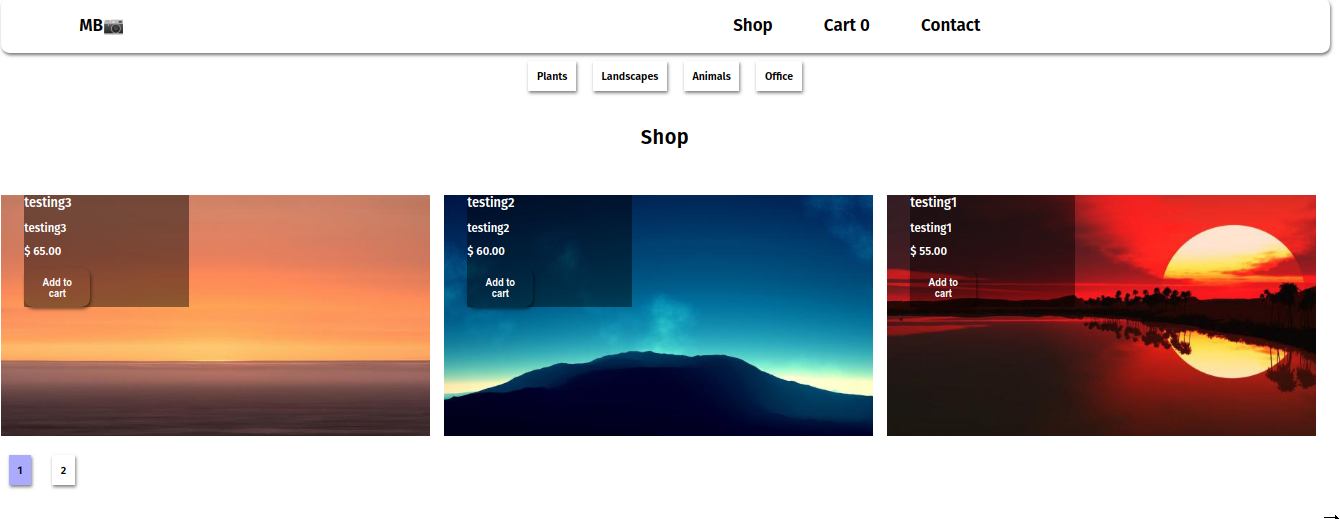 MB📷
Shop
Cart 0
Contact
Plants
Landscapes
Animals
Office
Shop
testing3
testing3
$ 65.00
Add to
cart
testing2
testing2
$ 60.00
Add to
cart
testing1
testing1
$ 55.00
Add to
cart
1
2